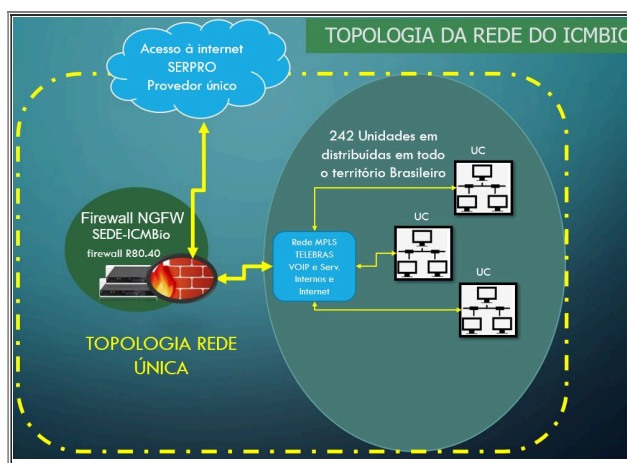 TOPOLOGIA DA REDE DO ICMBIO
Acesso à internet
SERPRO
Provedor único
242 Unidades em
distribuídas em todo
o território Brasileiro
UC
UC
UC
Firewall NGFW
SEDE-ICMBio
firewall R80.40
Rede MPLS
TELEBRAS
VOIP e Serv.
Internos e
Internet
TOPOLOGIA REDE
ÚNICA